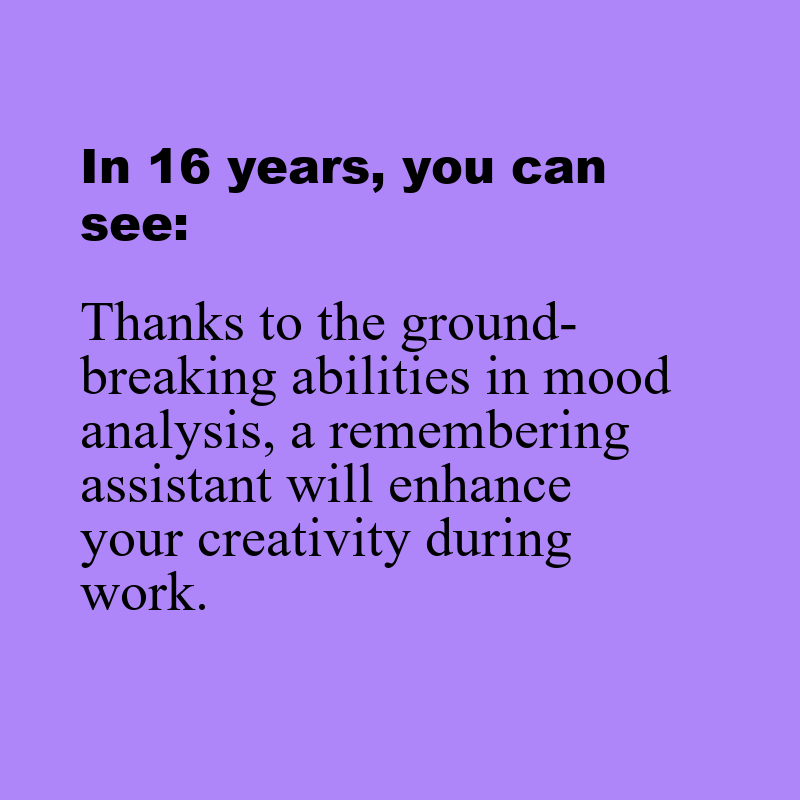 In 16 years, you can
see:
Thanks to the ground-
breaking abilities in mood
analysis, a remembering
assistant will enhance
your creativity during
work.